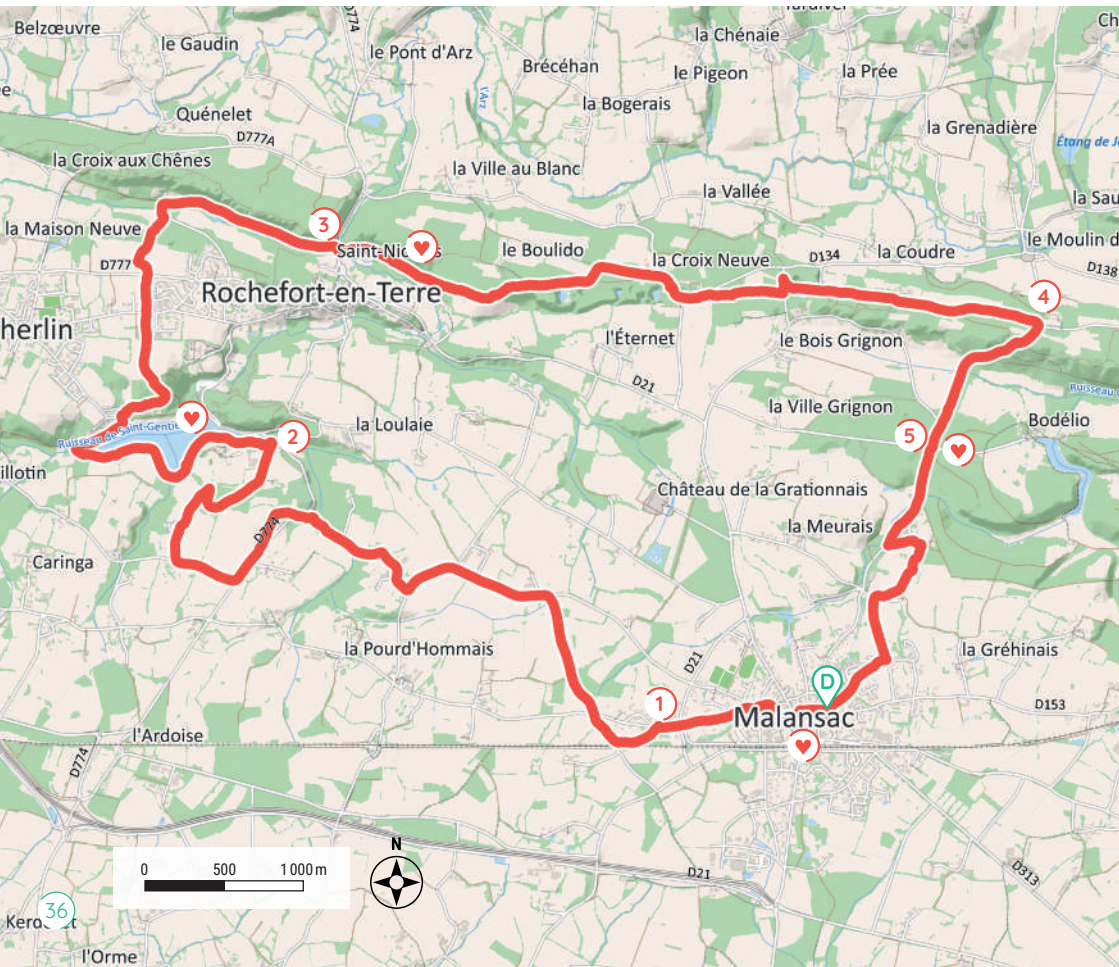 Belzœuvre
le Gaudin
D774
le Pont d'Arz
la Chénaie
Brécéhan
le Pigeon
la Prée
l'Arz
la Bogerais
Quénelet
la Grenadière
D777A
Étang de
la Croix aux Chênes
la Ville au Blanc
la Vallée
la Maison Neuve
3
le Boulido
la Croix Neuve
la Coudre
le Moulin d
D777
D134
D138
Rochefort-en-Terre
4
herlin
l'Éternet
le Bois Grignon
D21
Ruisseau
la Ville Grignon
la Loulaie
Bodélio
2
5
illotin
Château de la Grationnais
la Meurais
D774
Caringa
la Pourd'Hommais
la Gréhinais
D21
D
1
Malansac
D153
l'Ardoise
D774
N
0 500 1 000 m
D21
D313
36
l'Orme